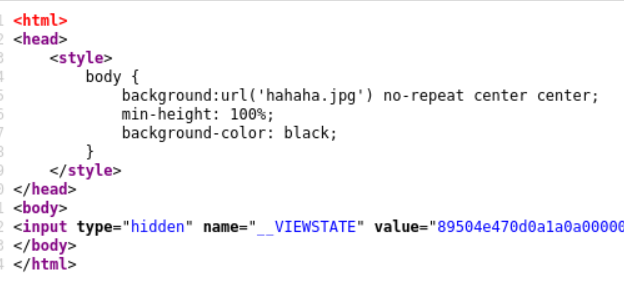 1 <html>
2 <head>
3     <style>
4         body {
5             background:url('hahaha.jpg') no-repeat center center;
6             min-height: 100%;
7             background-color: black;
8         }
9     </style>
0 </head>
1 <body>
2 <input type="hidden" name="__VIEWSTATE" value="89504e470d0a1a0a00000
3 </body>
4 </html>